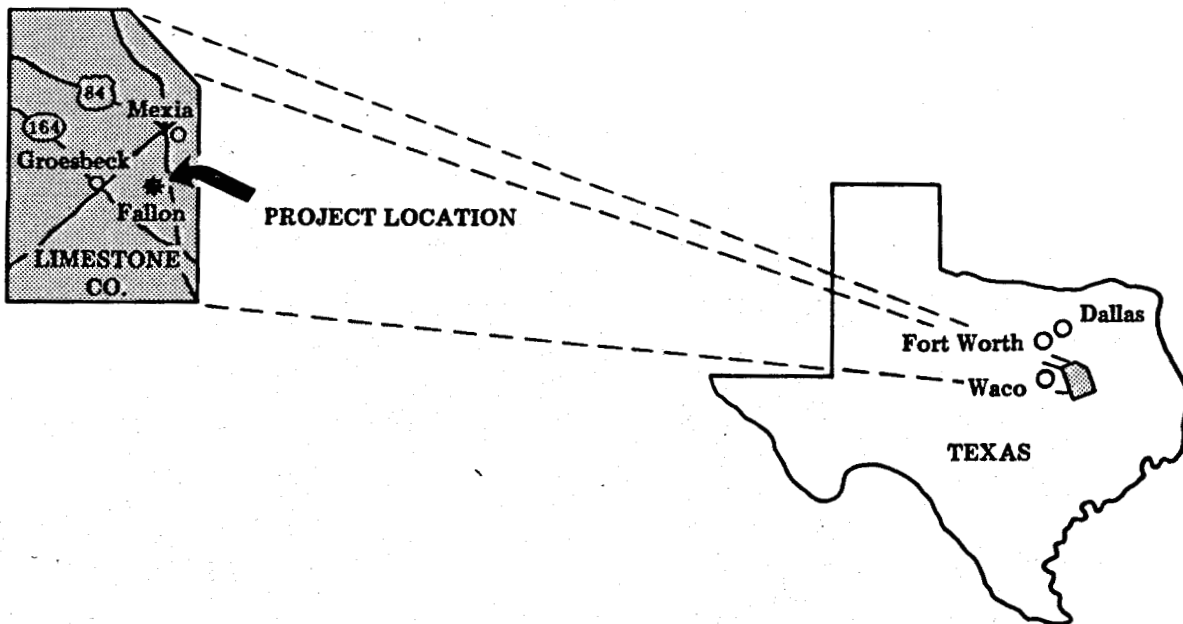 84
Mexia
164
Groesbeck
Fallon
PROJECT LOCATION
LIMESTONE
CO.
Dallas
Fort Worth
Waco
TEXAS